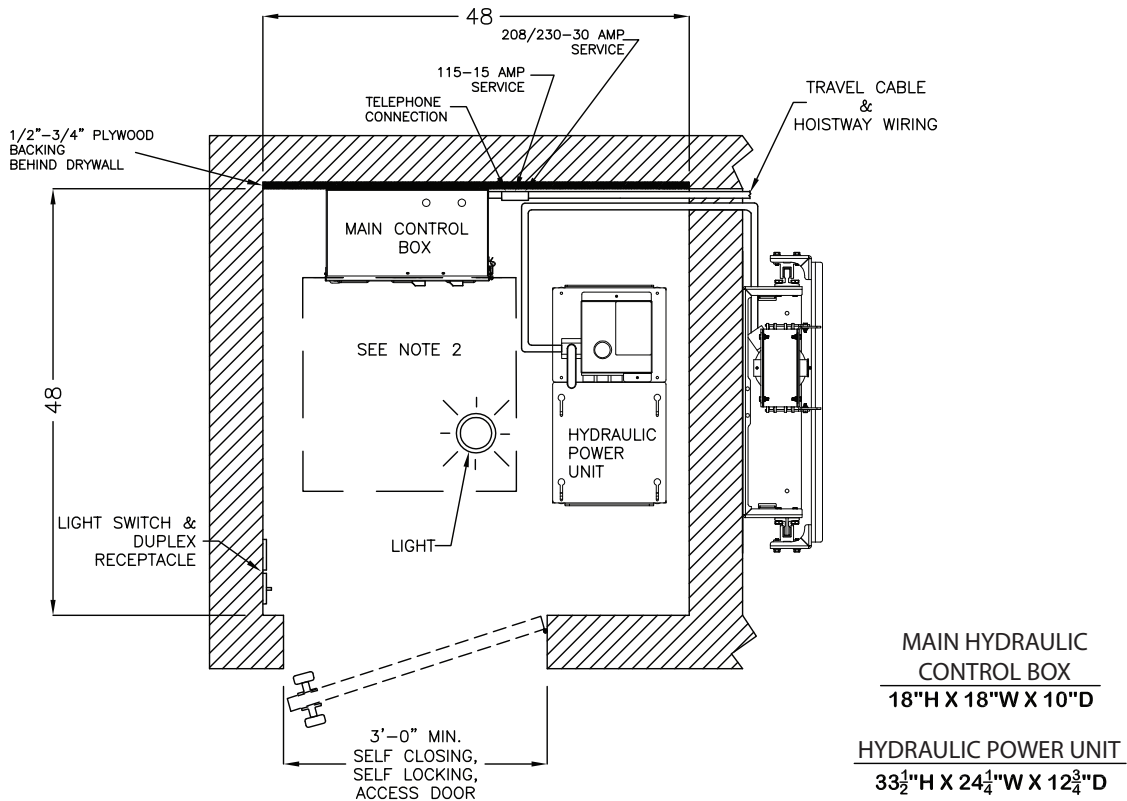 48
208/230-30 AMP
SERVICE
115-15 AMP
SERVICE
TELEPHONE
CONNECTION
TRAVEL CABLE
&
HOISTWAY WIRING
1/2"-3/4" PLYWOOD
BACKING
BEHIND DRYWALL
MAIN CONTROL
BOX
48
SEE NOTE 2
HYDRAULIC
POWER
UNIT
LIGHT SWITCH &
DUPLEX
RECEPTACLE
LIGHT
3'-0" MIN.
SELF CLOSING,
SELF LOCKING,
ACCESS DOOR
MAIN HYDRAULIC
CONTROL BOX
18"H X 18"W X 10"D
HYDRAULIC POWER UNIT
33½"H X 24¼"W X 12¾"D